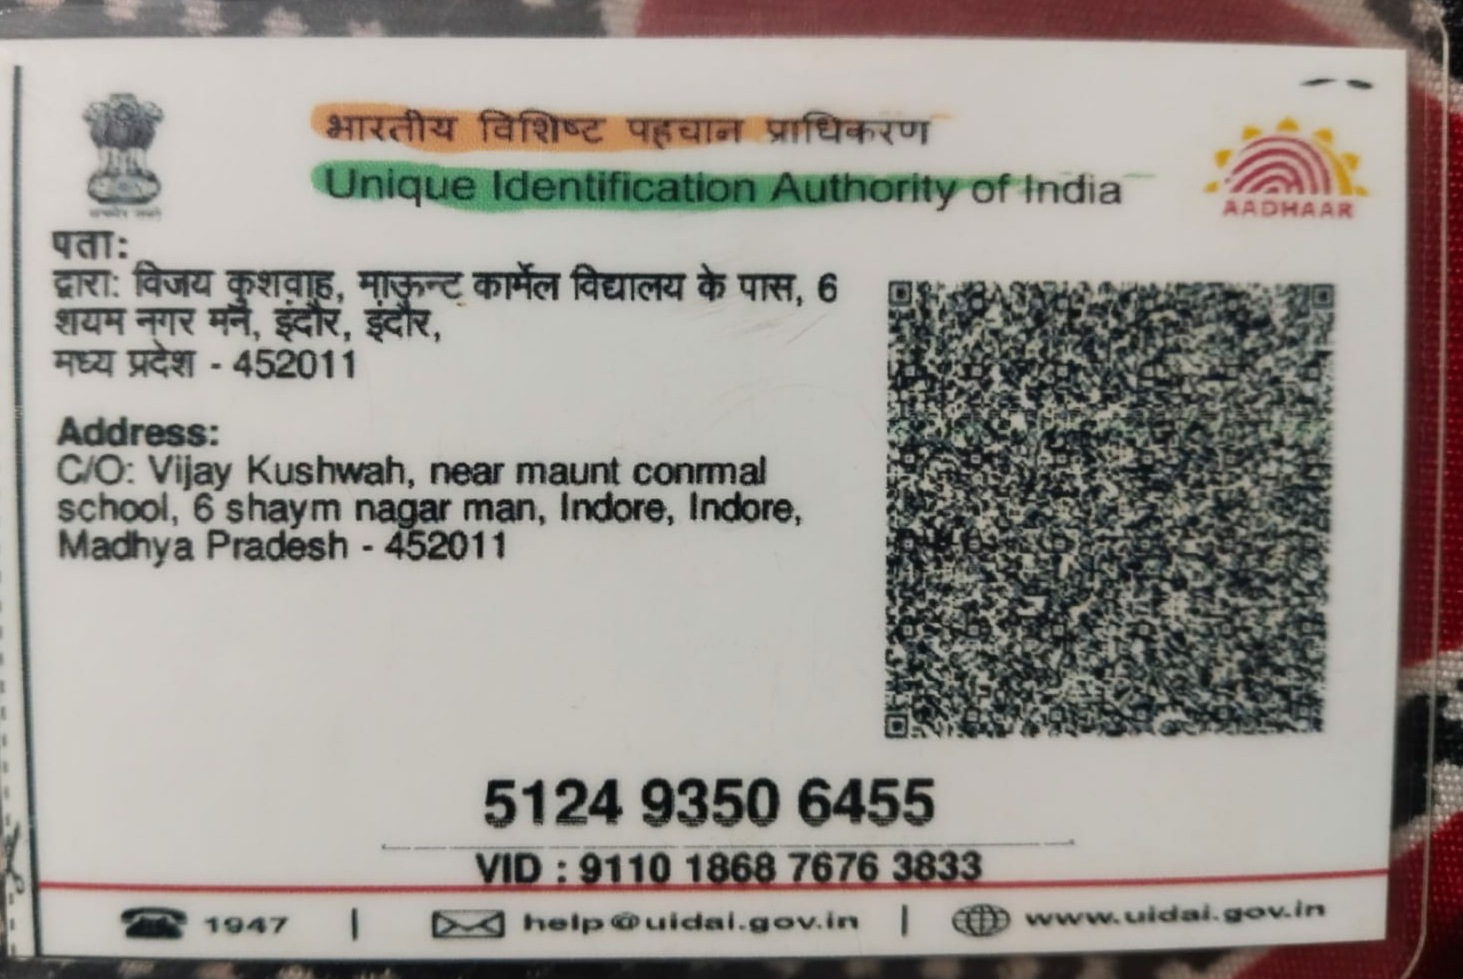 भारतीय विशिष्ट पहचान प्राधिकरण
Unique Identification Authority of India
AADHAAR
पता:
द्वारा: विजय कुशवाह, माऊन्ट कार्मेल विद्यालय के पास, 6
शयम नगर मैन, इंदौर, इंदौर,
मध्य प्रदेश - 452011
Address:
C/O: Vijay Kushwah, near maunt conrmal
school, 6 shaym nagar man, Indore, Indore,
Madhya Pradesh - 452011
5124 9350 6455
VID : 9110 1868 7676 3833
1947 | help@uidai.gov.in | www.uidai.gov.in